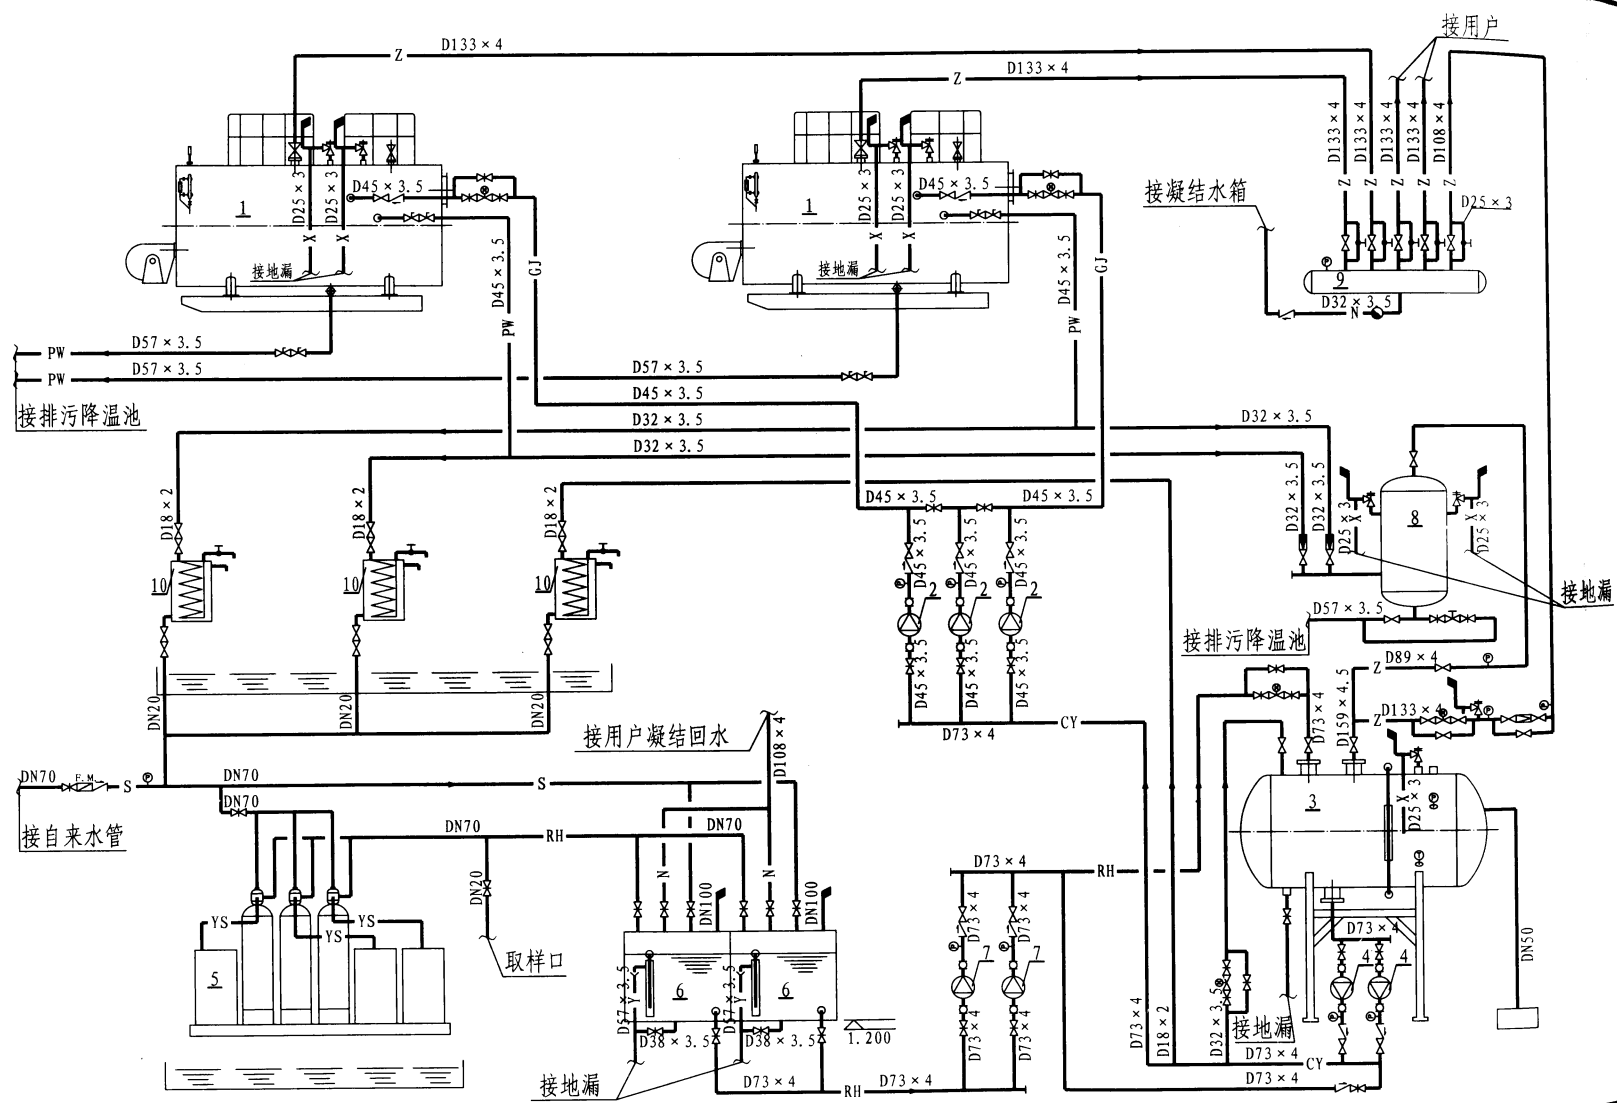 接用户
D133×4
Z
D133×4
Z
D133×4
D133×4
D133×4
D133×4
D108×4
Z
Z
Z
Z
Z
D25×3
接凝结水箱
1
D25×3
D25×3
D45×3.5
X
X
接地漏
D45×3.5
GJ
PW
1
D25×3
D25×3
D45×3.5
X
X
接地漏
D45×3.5
GJ
PW
9
D32×3.5
N
PW
D57×3.5
PW
D57×3.5
D57×3.5
接排污降温池
D45×3.5
D32×3.5
D32×3.5
D32×3.5
D18×2
D18×2
D18×2
10
10
10
D45×3.5
D45×3.5
D45×3.5
D45×3.5
D45×3.5
2
2
2
D45×3.5
D45×3.5
D45×3.5
D73×4
CY
D32×3.5
D32×3.5
D25×3
X
8
X
D25×3
接地漏
D57×3.5
接排污降温池
Z
D89×4
D159×4.5
D73×4
Z
D133×4
DN20
DN20
DN20
接用户凝结回水
D108×4
DN70
F.M.
S
DN70
S
DN70
接自来水管
DN70
RH
DN70
DN20
取样口
N
N
DN100
DN100
YS
YS
YS
5
6
6
D57×3.5
Y
D57×3.5
Y
D38×3.5
D38×3.5
1.200
接地漏
D73×4
RH
D73×4
D73×4
RH
D73×4
D73×4
7
7
D73×4
D73×4
D73×4
D18×2
D32×3.5
接地漏
3
D25×3
X
D73×4
4
4
DN50
D73×4
CY
D73×4